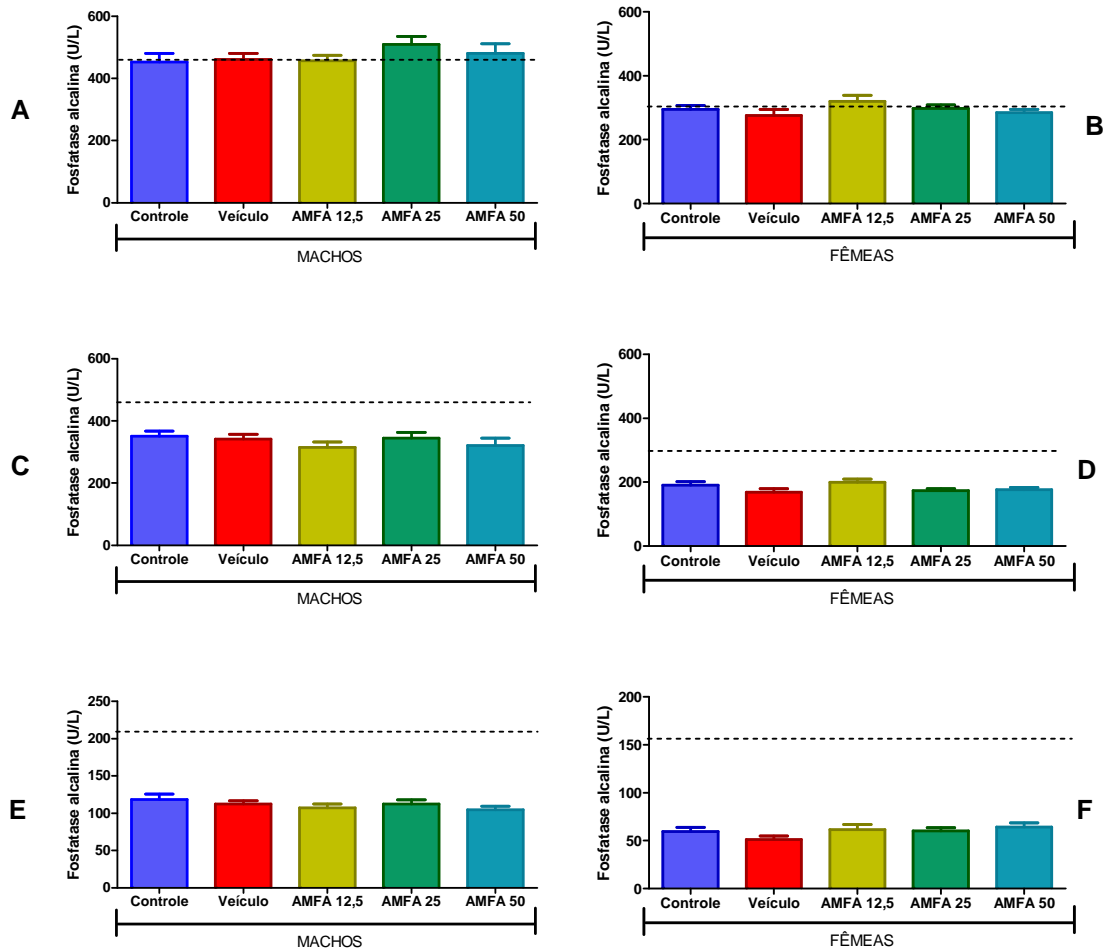 A
Fosfatase alcalina (U/L)
600
400
200
0
Controle Veículo AMFA 12,5 AMFA 25 AMFA 50
MACHOS
B
Fosfatase alcalina (U/L)
600
400
200
0
Controle Veículo AMFA 12,5 AMFA 25 AMFA 50
FÊMEAS
C
Fosfatase alcalina (U/L)
600
400
200
0
Controle Veículo AMFA 12,5 AMFA 25 AMFA 50
MACHOS
D
Fosfatase alcalina (U/L)
600
400
200
0
Controle Veículo AMFA 12,5 AMFA 25 AMFA 50
FÊMEAS
E
Fosfatase alcalina (U/L)
250
200
150
100
50
0
Controle Veículo AMFA 12,5 AMFA 25 AMFA 50
MACHOS
F
Fosfatase alcalina (U/L)
200
150
100
50
0
Controle Veículo AMFA 12,5 AMFA 25 AMFA 50
FÊMEAS